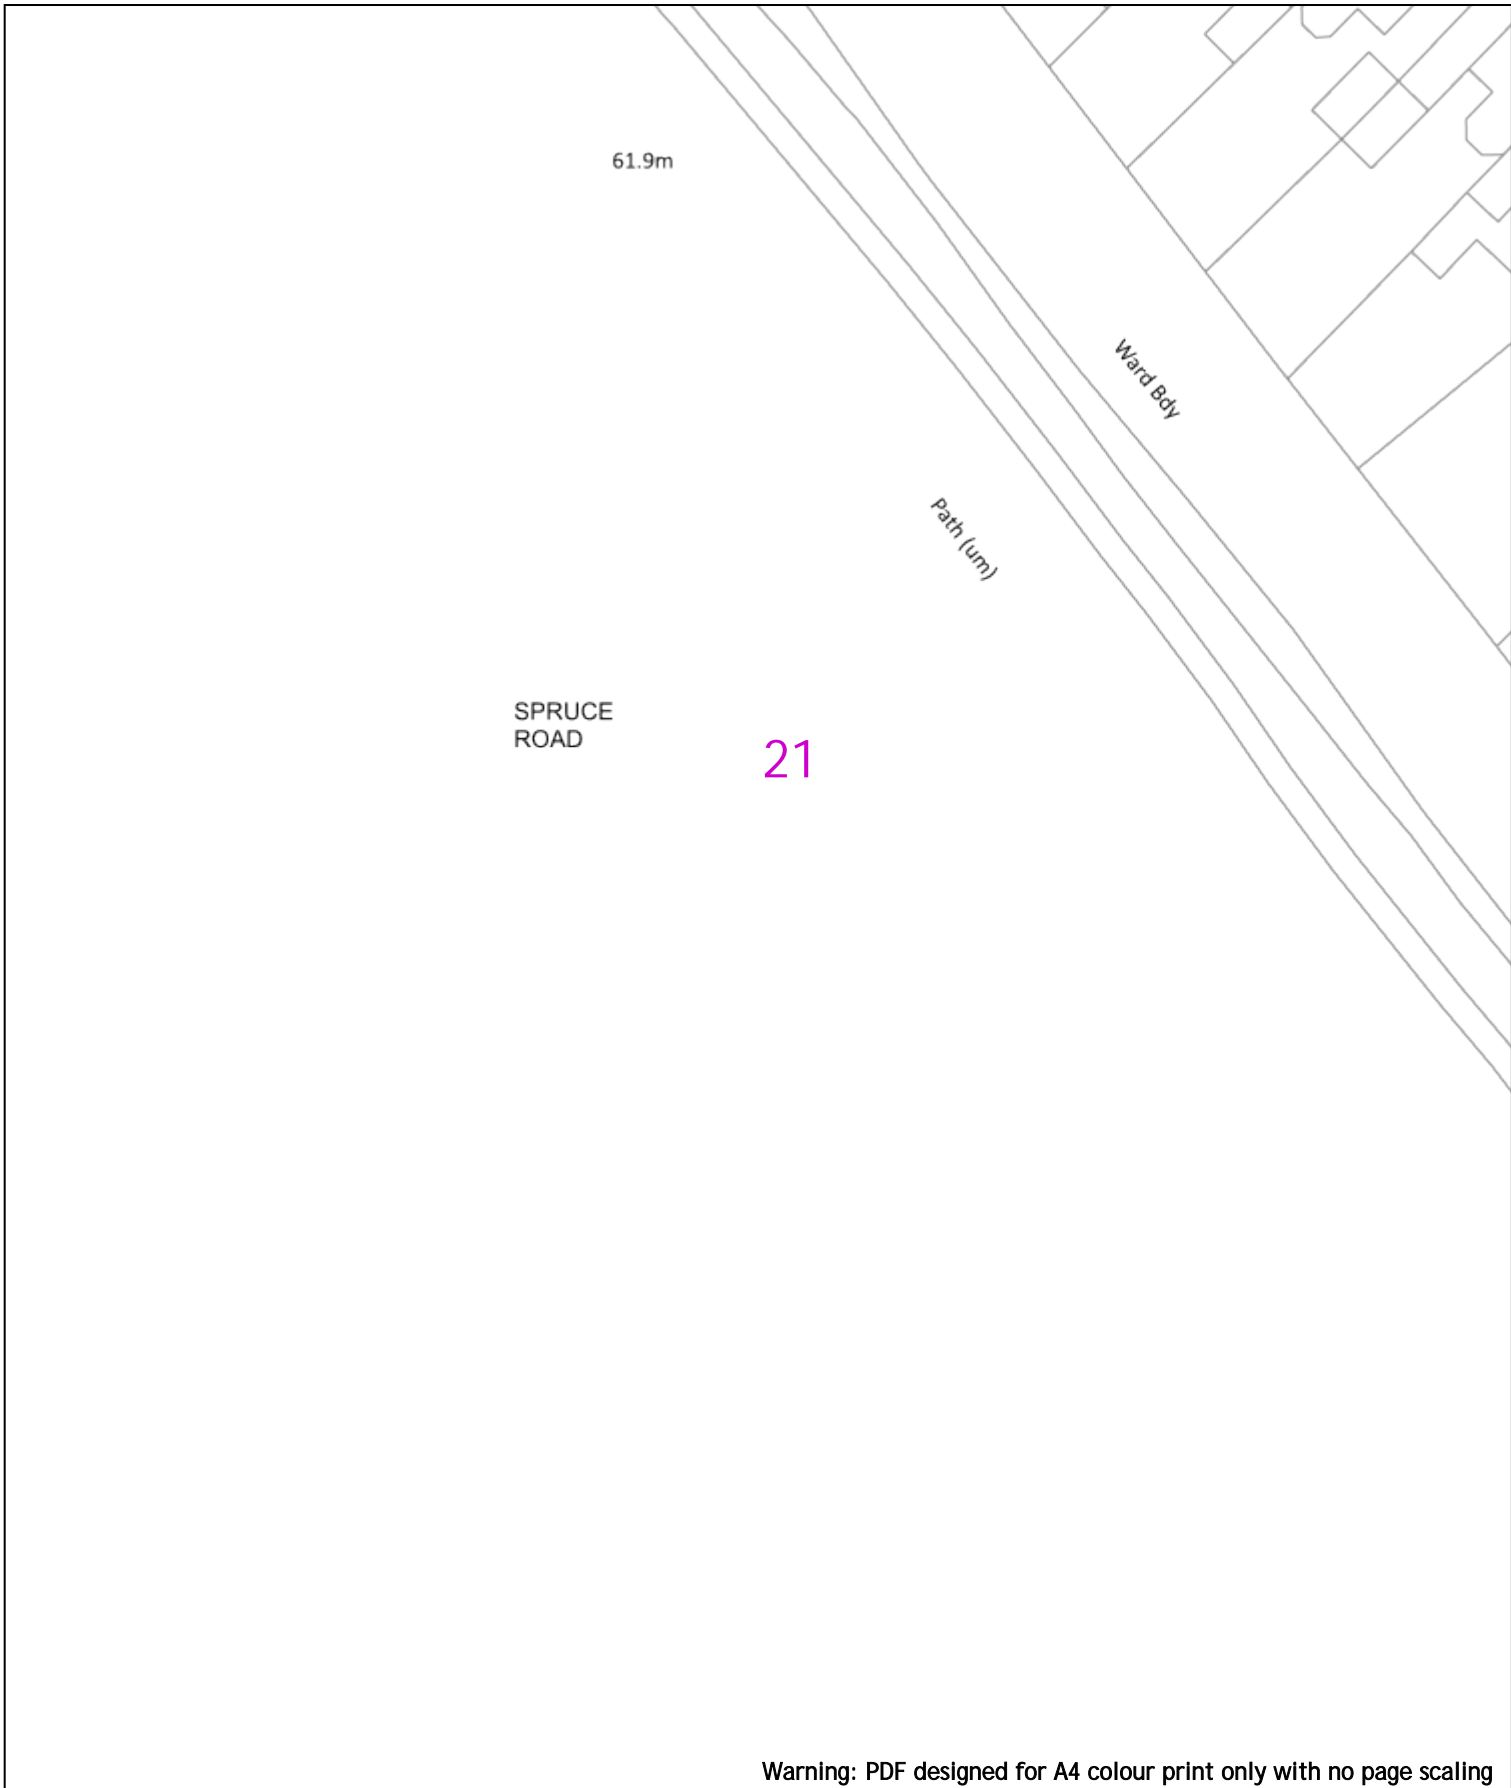 61.9m
Ward Bdy
Path (um)
SPRUCE
ROAD
21
Warning: PDF designed for A4 colour print only with no page scaling